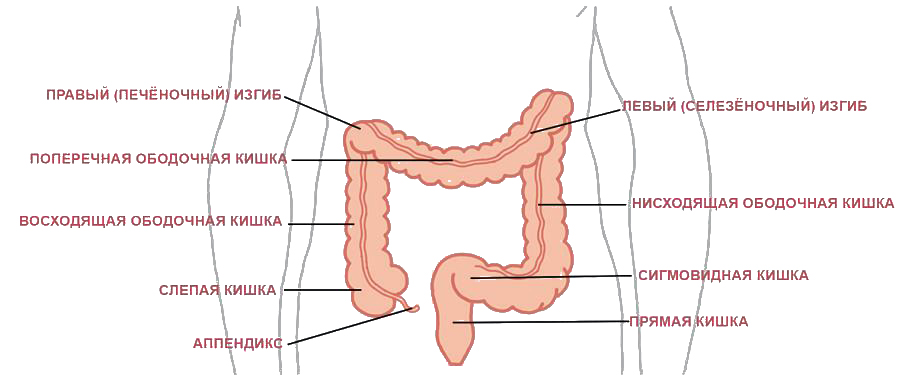 ПРАВЫЙ (ПЕЧЁНОЧНЫЙ) ИЗГИБ
ЛЕВЫЙ (СЕЛЕЗЁНОЧНЫЙ) ИЗГИБ
ПОПЕРЕЧНАЯ ОБОДОЧНАЯ КИШКА
НИСХОДЯЩАЯ ОБОДОЧНАЯ КИШКА
ВОСХОДЯЩАЯ ОБОДОЧНАЯ КИШКА
СИГМОВИДНАЯ КИШКА
СЛЕПАЯ КИШКА
ПРЯМАЯ КИШКА
АППЕНДИКС